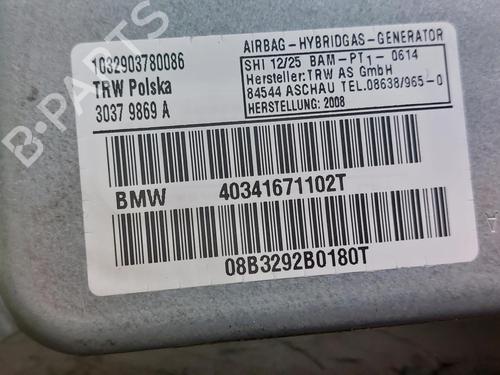 1032903780086
TRW Polska
3037 9869 A
AIRBAG-HYBRIDGAS-GENERATOR
SHI 12/25 BAM-PT1-0614
Hersteller:TRW AS GmbH
84544 ASCHAU TEL.08638/965-0
HERSTELLUNG: 2008
BMW 40341671102T
08B3292B0180T